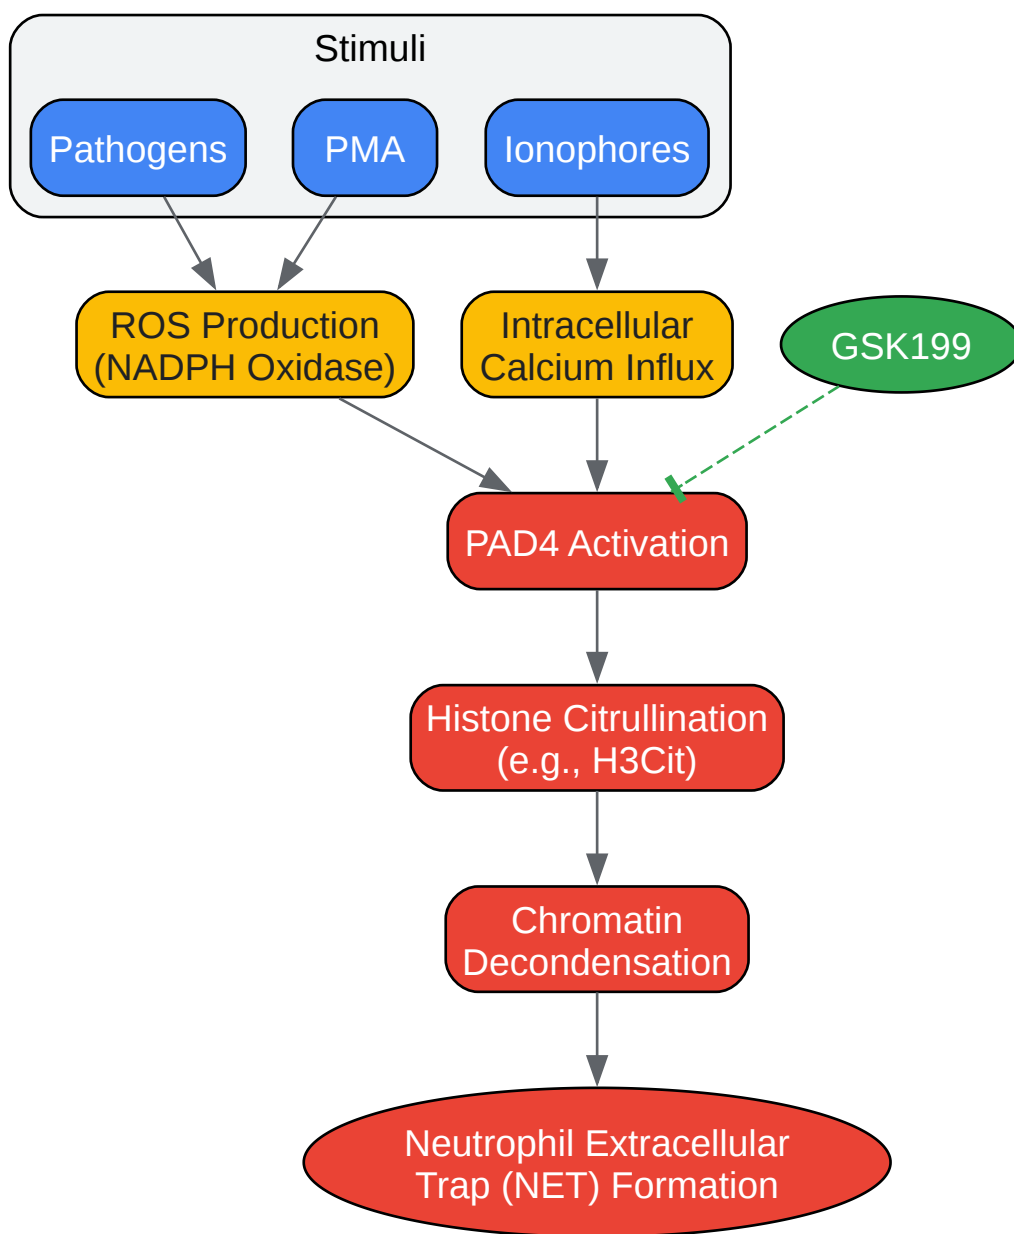 Stimuli
Pathogens
PMA
Ionophores
ROS Production
(NADPH Oxidase)
Intracellular
Calcium Influx
GSK199
PAD4 Activation
Histone Citrullination
(e.g., H3Cit)
Chromatin
Decondensation
Neutrophil Extracellular
Trap (NET) Formation